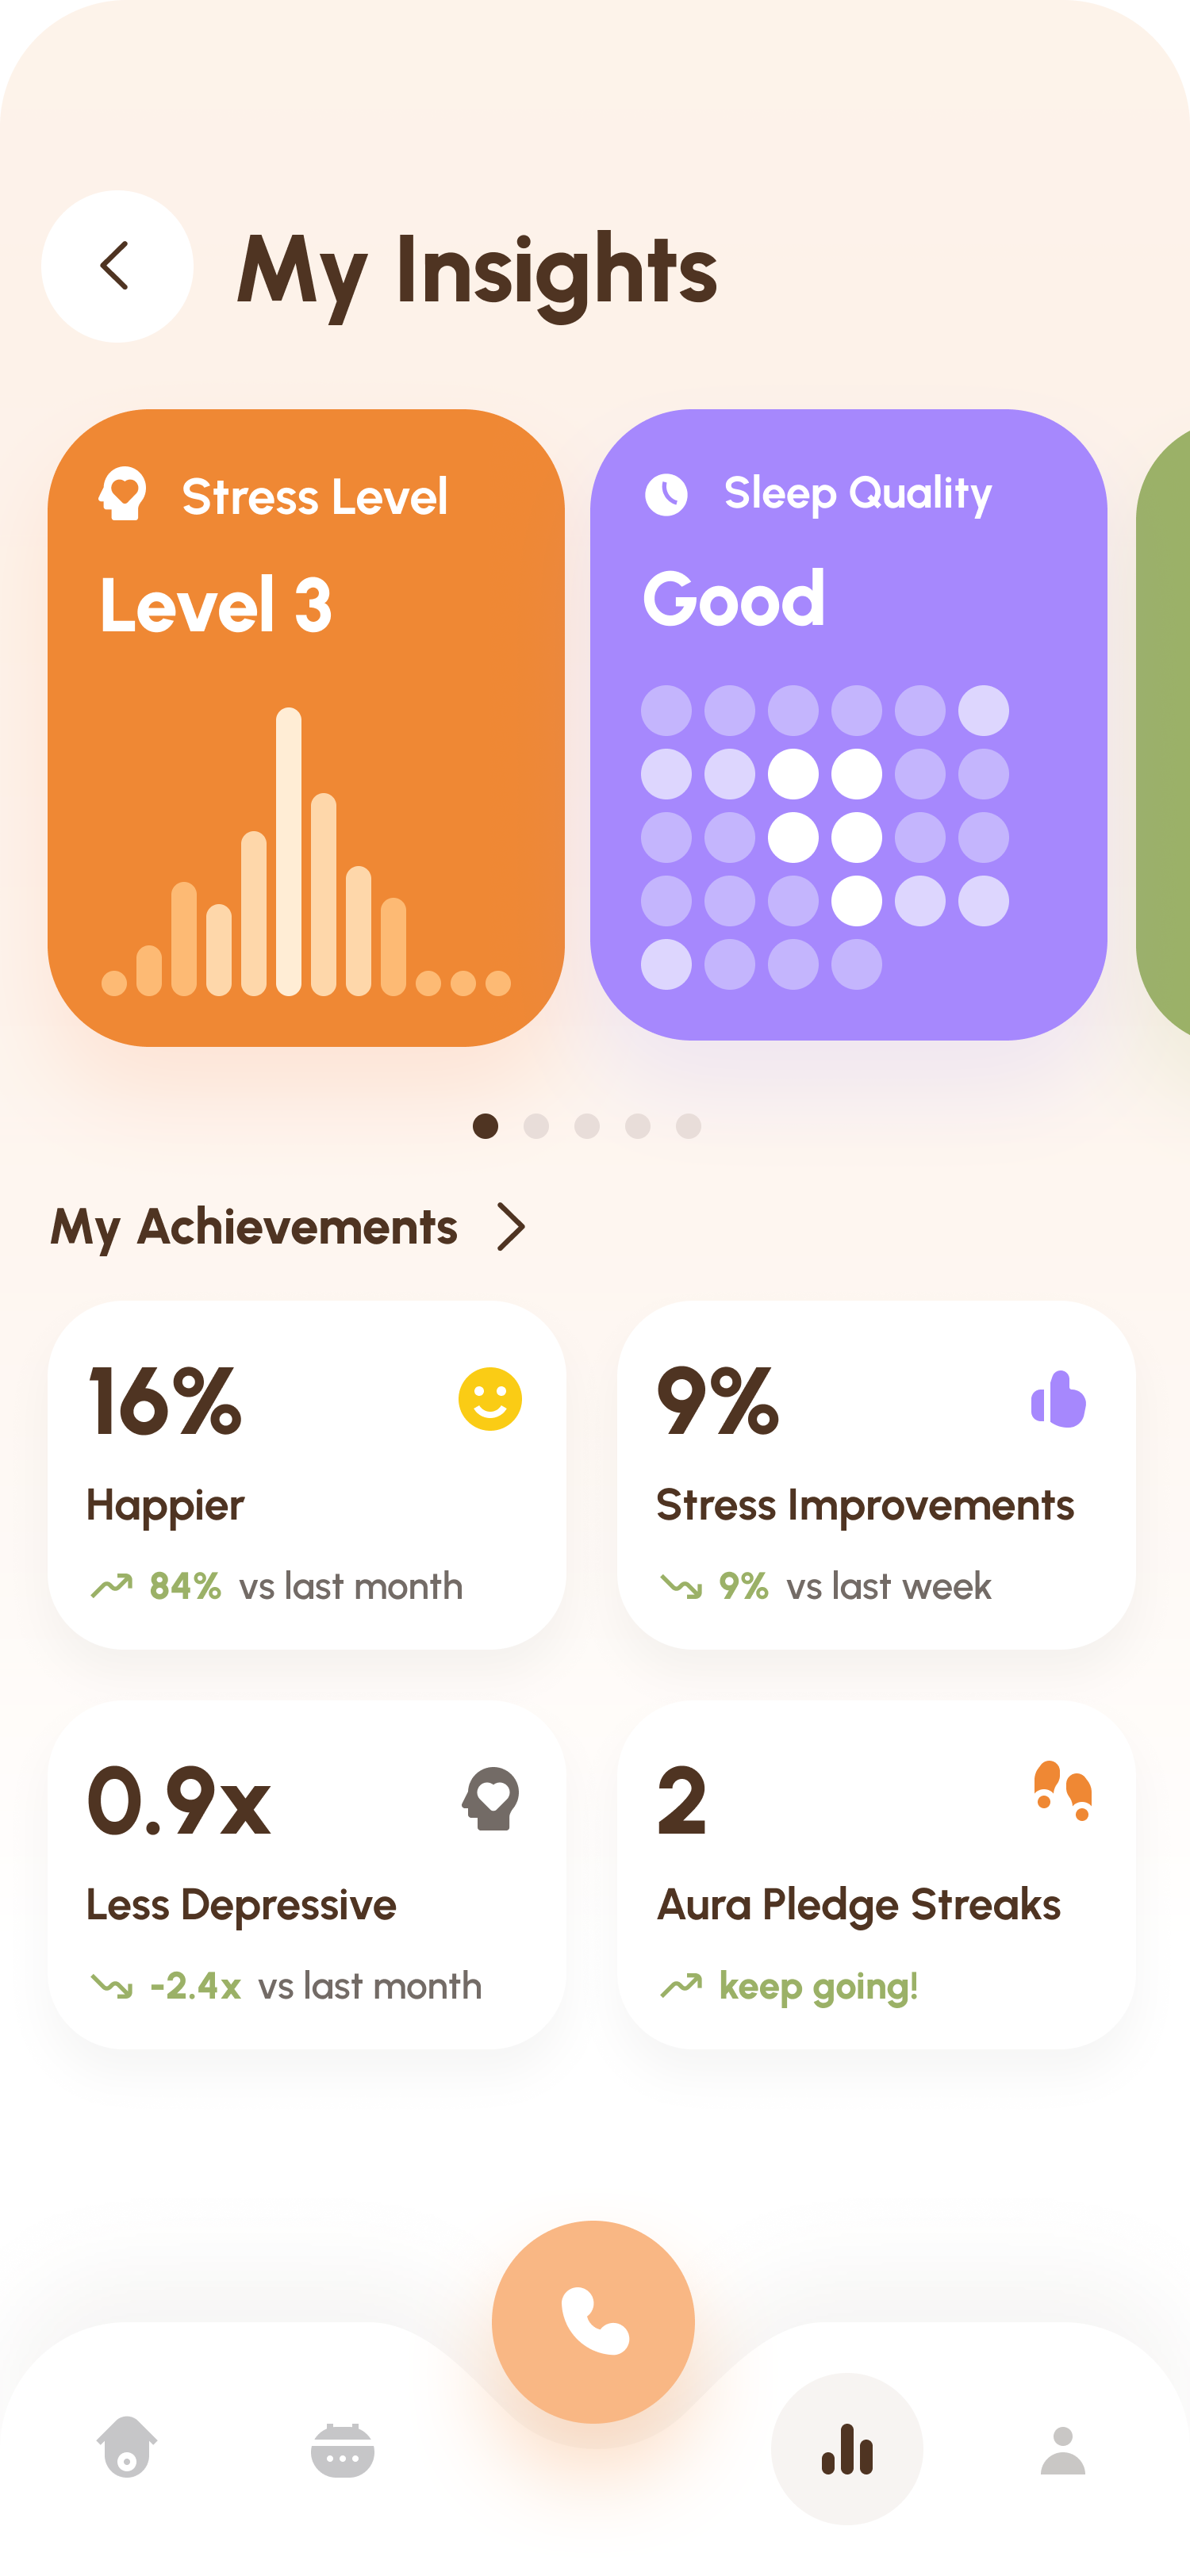 My Insights
Stress Level
Level 3
Sleep Quality
Good
My Achievements
16%
Happier
84% vs last month
9%
Stress Improvements
9% vs last week
0.9x
Less Depressive
-2.4x vs last month
2
Aura Pledge Streaks
keep going!